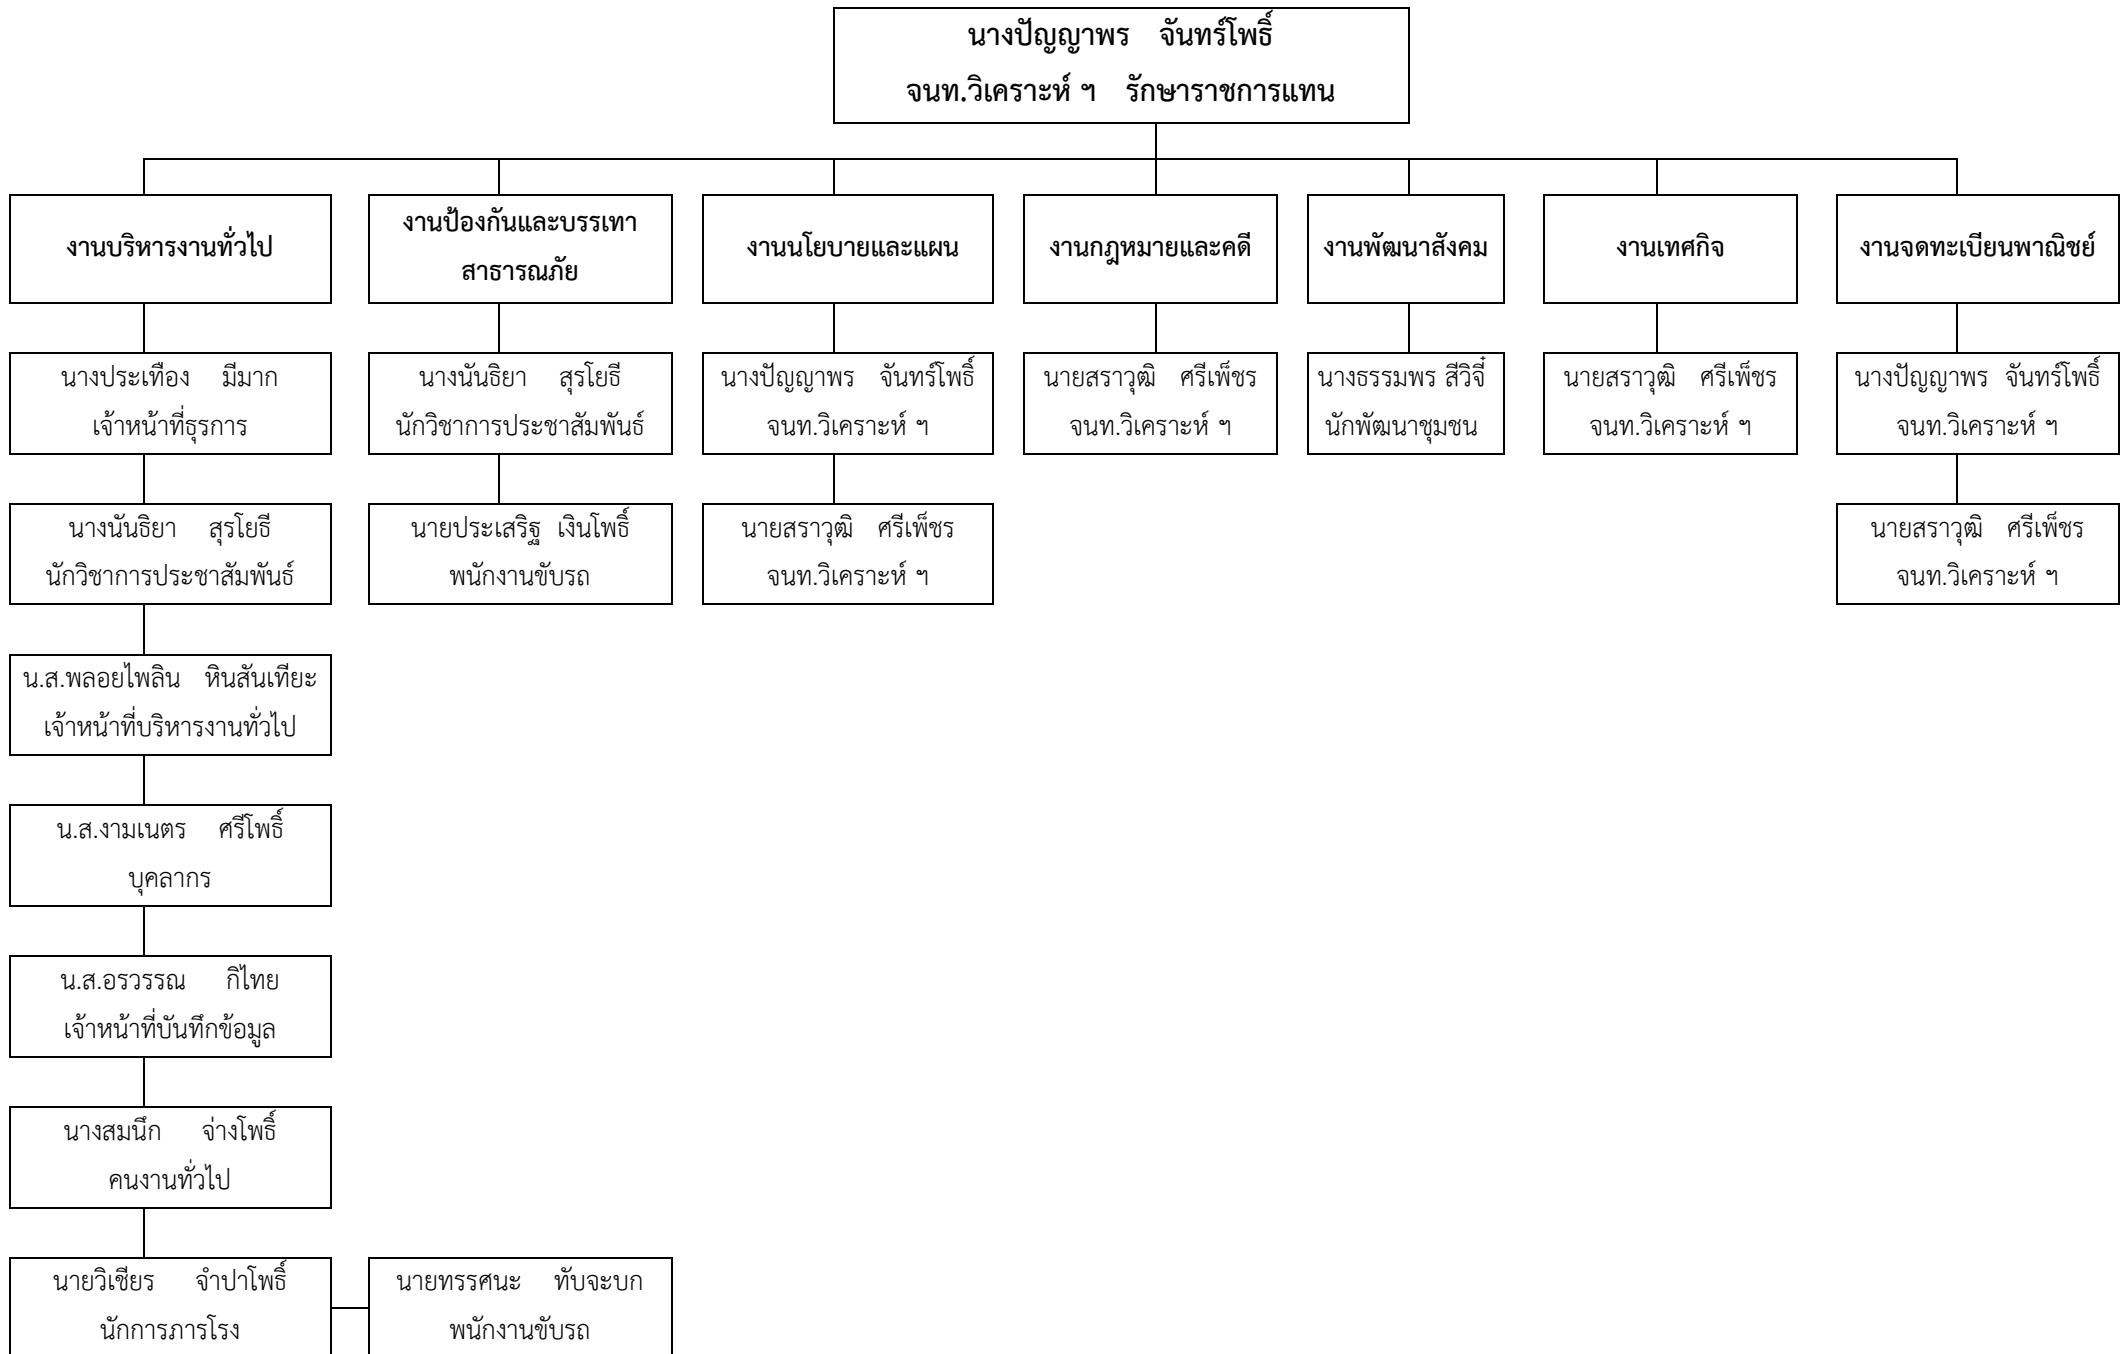 นางปัญญาพร จันทร์โพธิ์
จนท.วิเคราะห์ ฯ รักษาราชการแทน
งานบริหารงานทั่วไป
งานป้องกันและบรรเทา
สาธารณภัย
งานนโยบายและแผน
งานกฎหมายและคดี
งานพัฒนาสังคม
งานเทศกิจ
งานจดทะเบียนพาณิชย์
นางประเทือง มีมาก
เจ้าหน้าที่ธุรการ
นางนันธิยา สุรโยธี
นักวิชาการประชาสัมพันธ์
นางปัญญาพร จันทร์โพธิ์
จนท.วิเคราะห์ ฯ
นายสราวุฒิ ศรีเพ็ชร
จนท.วิเคราะห์ ฯ
นางธรรมพร สีวิจี๋
นักพัฒนาชุมชน
นายสราวุฒิ ศรีเพ็ชร
จนท.วิเคราะห์ ฯ
นางปัญญาพร จันทร์โพธิ์
จนท.วิเคราะห์ ฯ
นางนันธิยา สุรโยธี
นักวิชาการประชาสัมพันธ์
นายประเสริฐ เงินโพธิ์
พนักงานขับรถ
นายสราวุฒิ ศรีเพ็ชร
จนท.วิเคราะห์ ฯ
นายสราวุฒิ ศรีเพ็ชร
จนท.วิเคราะห์ ฯ
น.ส.พลอยไพลิน หินสันเทียะ
เจ้าหน้าที่บริหารงานทั่วไป
น.ส.งามเนตร ศรีโพธิ์
บุคลากร
น.ส.อรวรรณ กิไทย
เจ้าหน้าที่บันทึกข้อมูล
นางสมนึก จ่างโพธิ์
คนงานทั่วไป
นายวิเชียร จำปาโพธิ์
นักการภารโรง
นายทรรศนะ ทับจะบก
พนักงานขับรถ